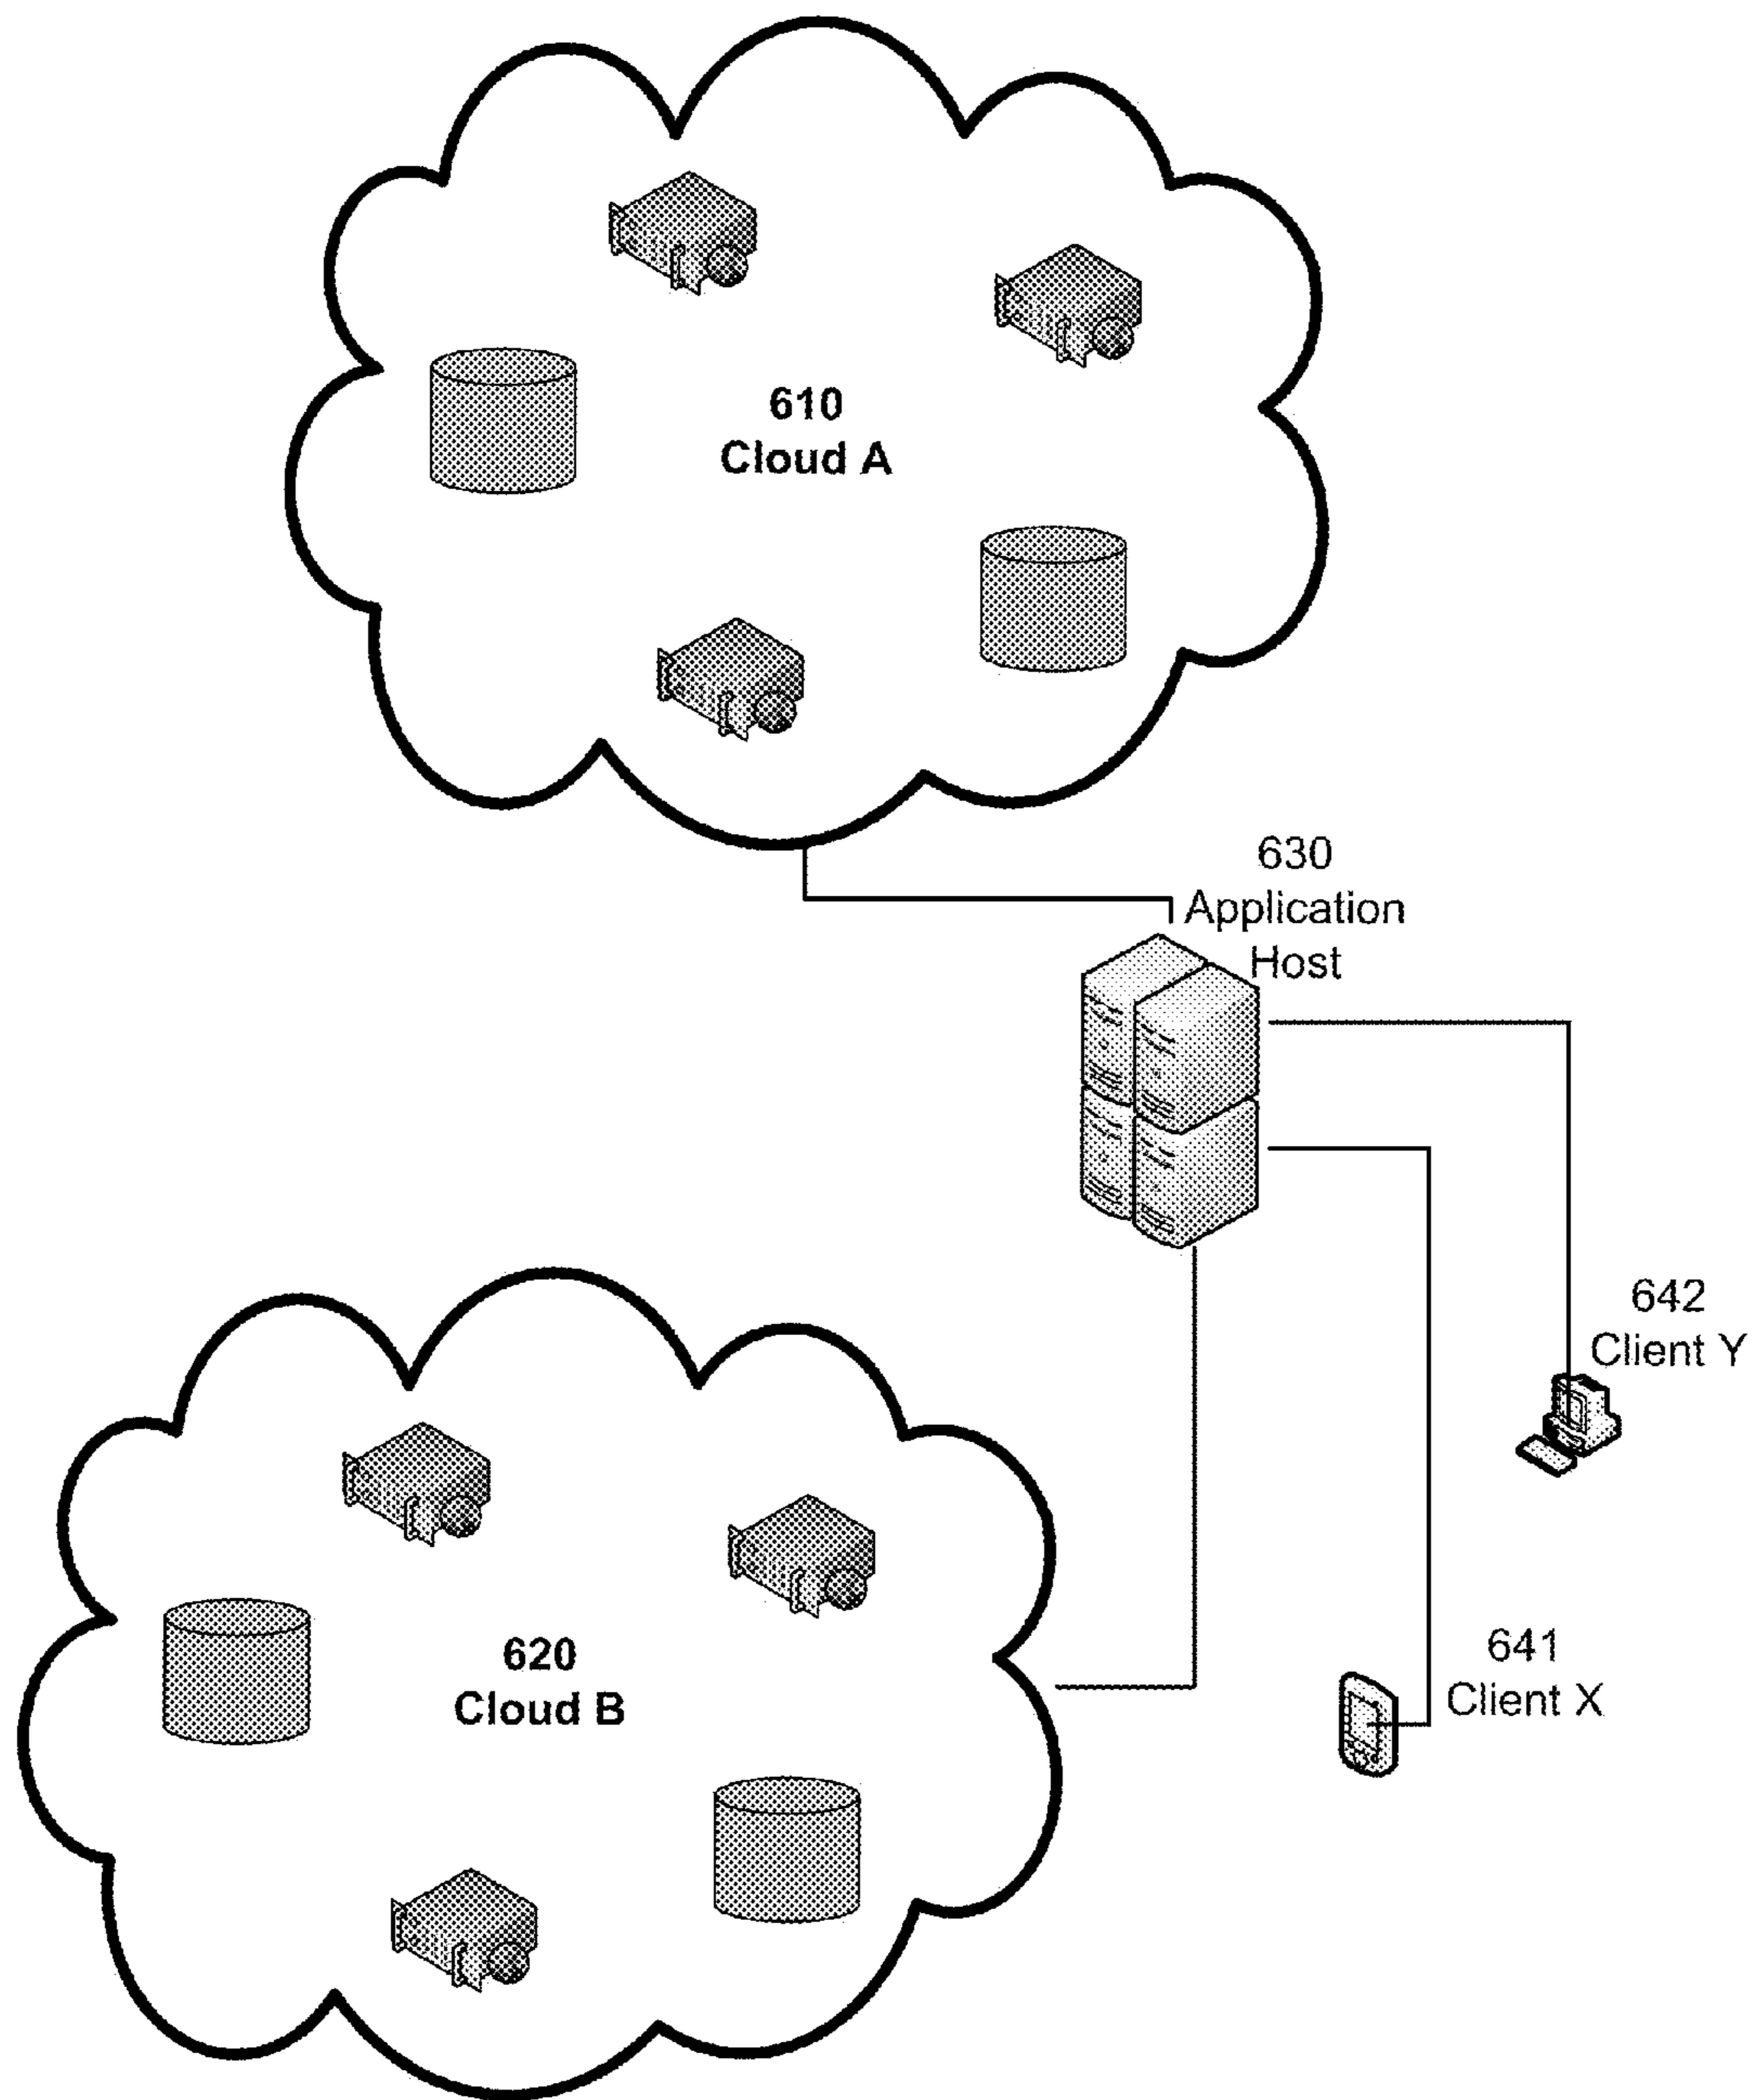 610
Cloud A
630
Application
Host
642
Client Y
620
Cloud B
641
Client X